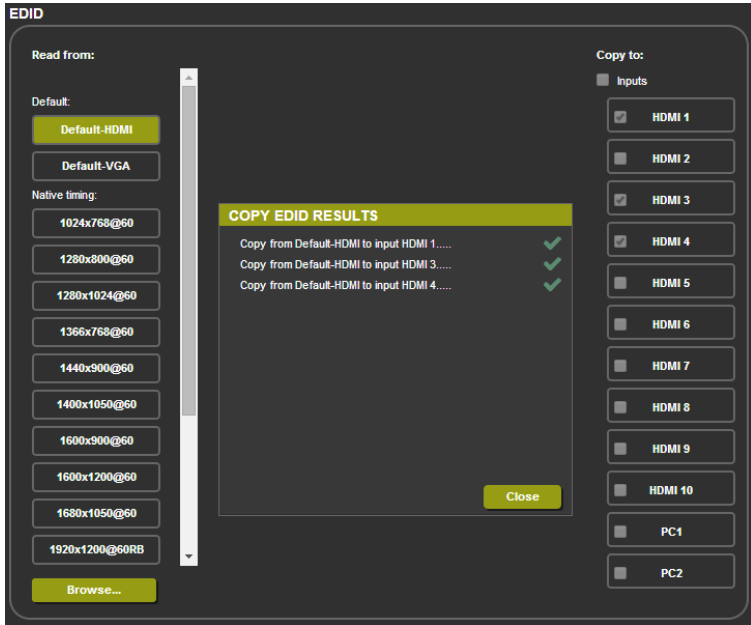 EDID
Read from:
Default:
Default-HDMI
Default-VGA
Native timing:
1024x768@60
1280x800@60
1280x1024@60
1366x768@60
1440x900@60
1400x1050@60
1600x900@60
1600x1200@60
1680x1050@60
1920x1200@60RB
Browse...
COPY EDID RESULTS
Copy from Default-HDMI to input HDMI 1.....
Copy from Default-HDMI to input HDMI 3.....
Copy from Default-HDMI to input HDMI 4.....
Close
Copy to:
Inputs
HDMI 1
HDMI 2
HDMI 3
HDMI 4
HDMI 5
HDMI 6
HDMI 7
HDMI 8
HDMI 9
HDMI 10
PC1
PC2